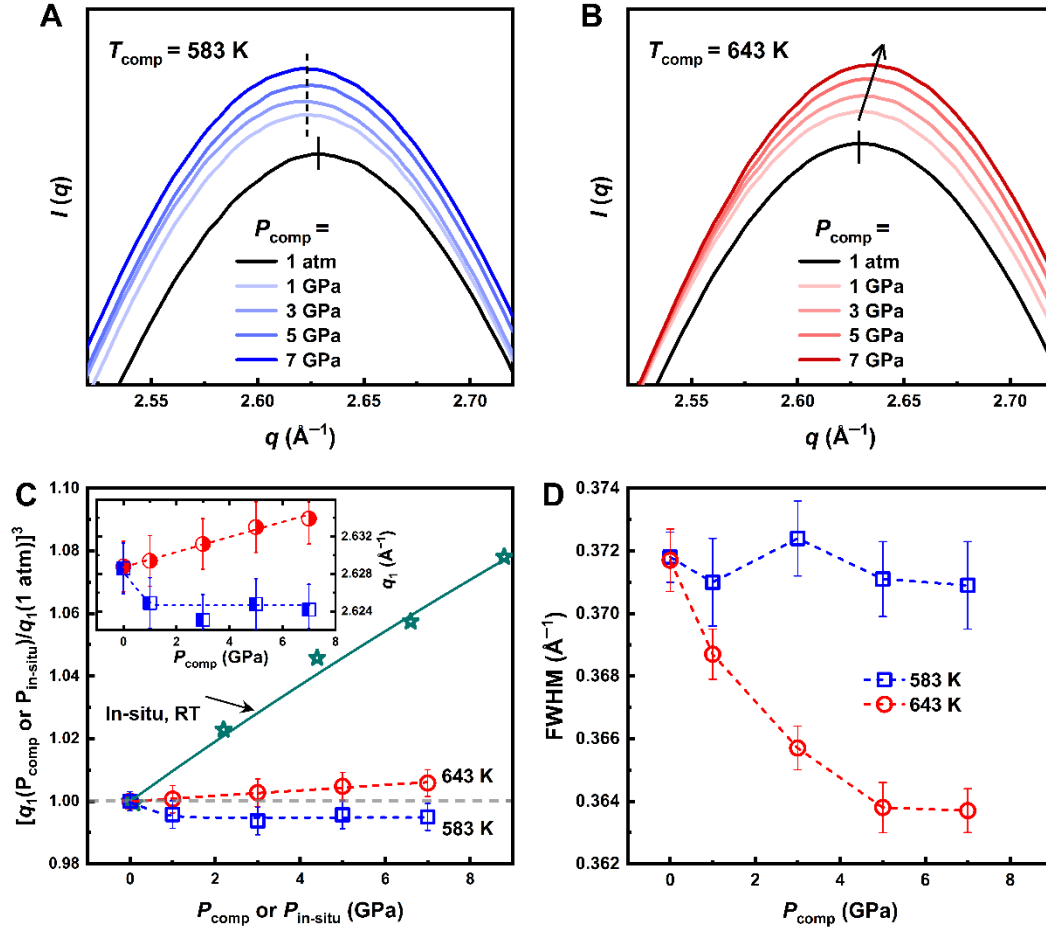 A
T_comp = 583 K
I (q)
P_comp =
1 atm
1 GPa
3 GPa
5 GPa
7 GPa
2.55 2.60 2.65 2.70
q (Å⁻¹)
B
T_comp = 643 K
I (q)
P_comp =
1 atm
1 GPa
3 GPa
5 GPa
7 GPa
2.55 2.60 2.65 2.70
q (Å⁻¹)
C
[q₁(P_comp or P_in-situ)/q₁(1 atm)]³
1.10
1.08
1.06
1.04
1.02
1.00
0.98
2.632
2.628
2.624
q₁ (Å⁻¹)
0 2 4 6 8
P_comp (GPa)
In-situ, RT
643 K
583 K
0 2 4 6 8
P_comp or P_in-situ (GPa)
D
FWHM (Å⁻¹)
0.374
0.372
0.370
0.368
0.366
0.364
0.362
583 K
643 K
0 2 4 6 8
P_comp (GPa)